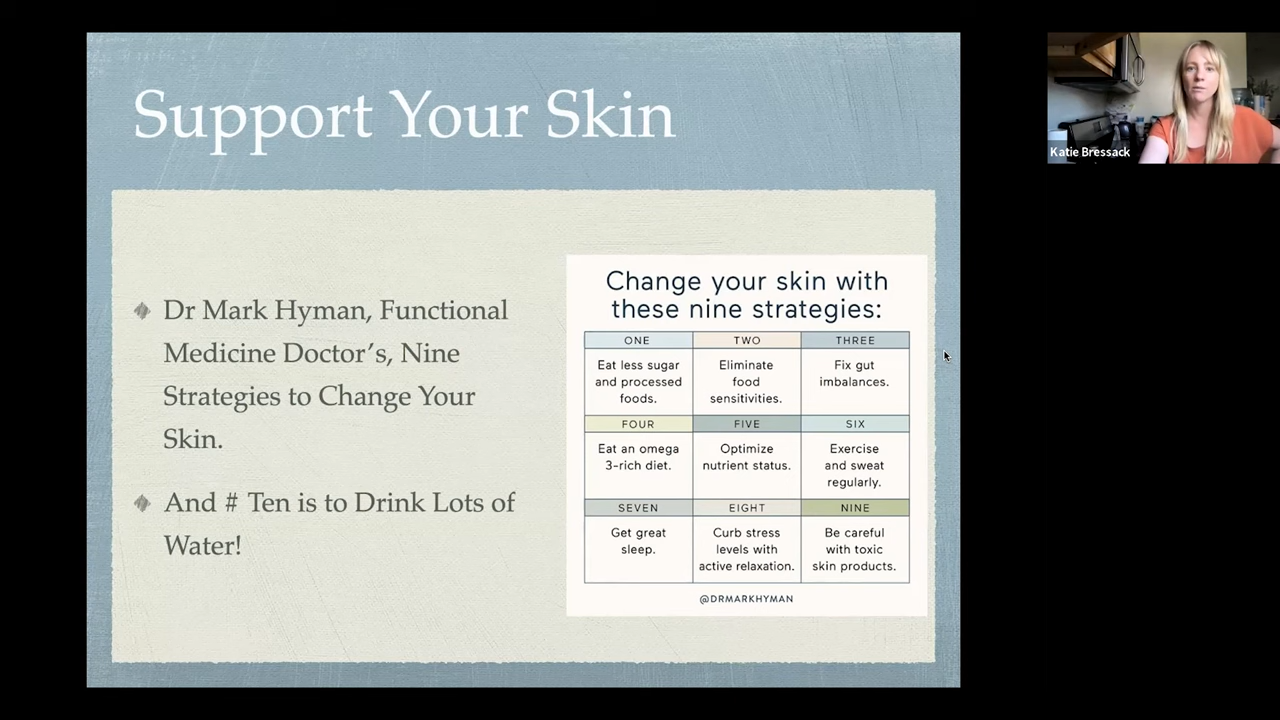 Support Your Skin
Dr Mark Hyman, Functional
Medicine Doctor's, Nine
Strategies to Change Your
Skin.
And # Ten is to Drink Lots of
Water!
Change your skin with
these nine strategies:
ONE
Eat less sugar
and processed
foods.
TWO
Eliminate
food
sensitivities.
THREE
Fix gut
imbalances.
FOUR
Eat an omega
3-rich diet.
FIVE
Optimize
nutrient status.
SIX
Exercise
and sweat
regularly.
SEVEN
Get great
sleep.
EIGHT
Curb stress
levels with
active relaxation.
NINE
Be careful
with toxic
skin products.
@DRMARKHYMAN
Katie Bressack